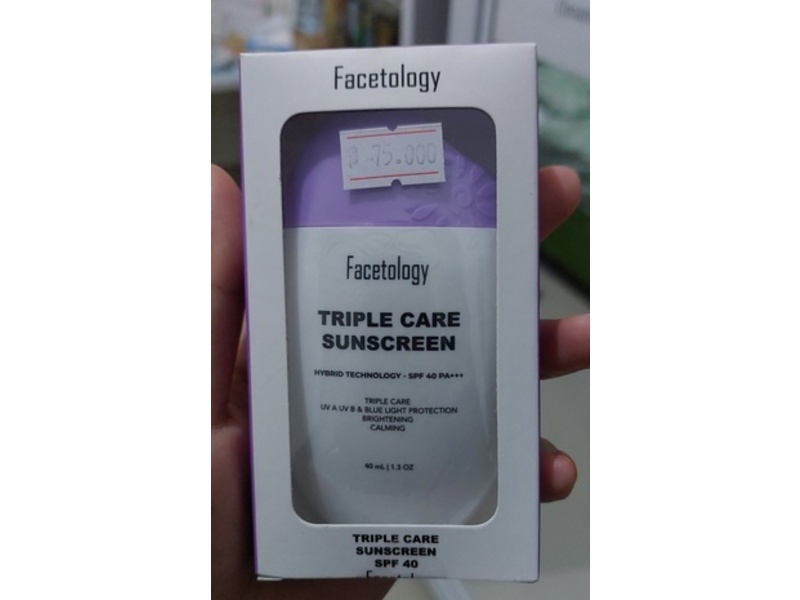 Facetology
75.000
Facetology
TRIPLE CARE
SUNSCREEN
HYBRID TECHNOLOGY - SPF 40 PA+++
TRIPLE CARE
UV A UV B & BLUE LIGHT PROTECTION
BRIGHTENING
CALMING
40 mL | 1.3 OZ
TRIPLE CARE
SUNSCREEN
SPF 40
Facetology